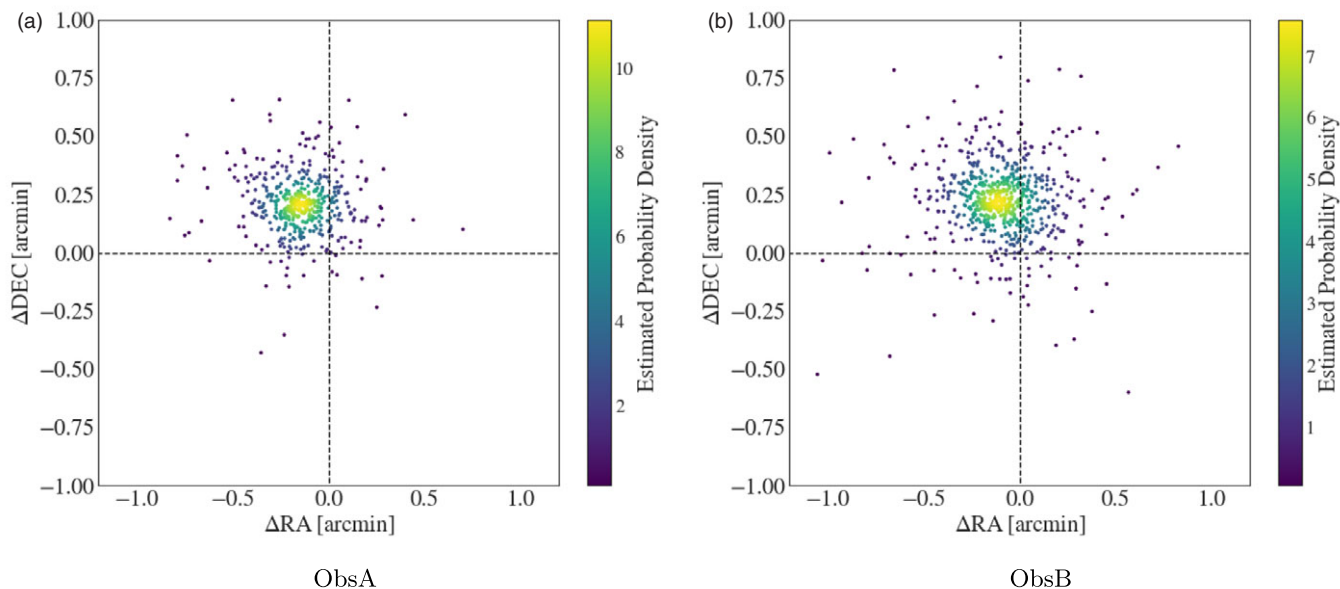 (a)
1.00
0.75
0.50
0.25
0.00
−0.25
−0.50
−0.75
−1.00
ΔDEC [arcmin]
−1.0 −0.5 0.0 0.5 1.0
ΔRA [arcmin]
10
8
6
4
2
Estimated Probability Density
ObsA
(b)
1.00
0.75
0.50
0.25
0.00
−0.25
−0.50
−0.75
−1.00
ΔDEC [arcmin]
−1.0 −0.5 0.0 0.5 1.0
ΔRA [arcmin]
7
6
5
4
3
2
1
Estimated Probability Density
ObsB